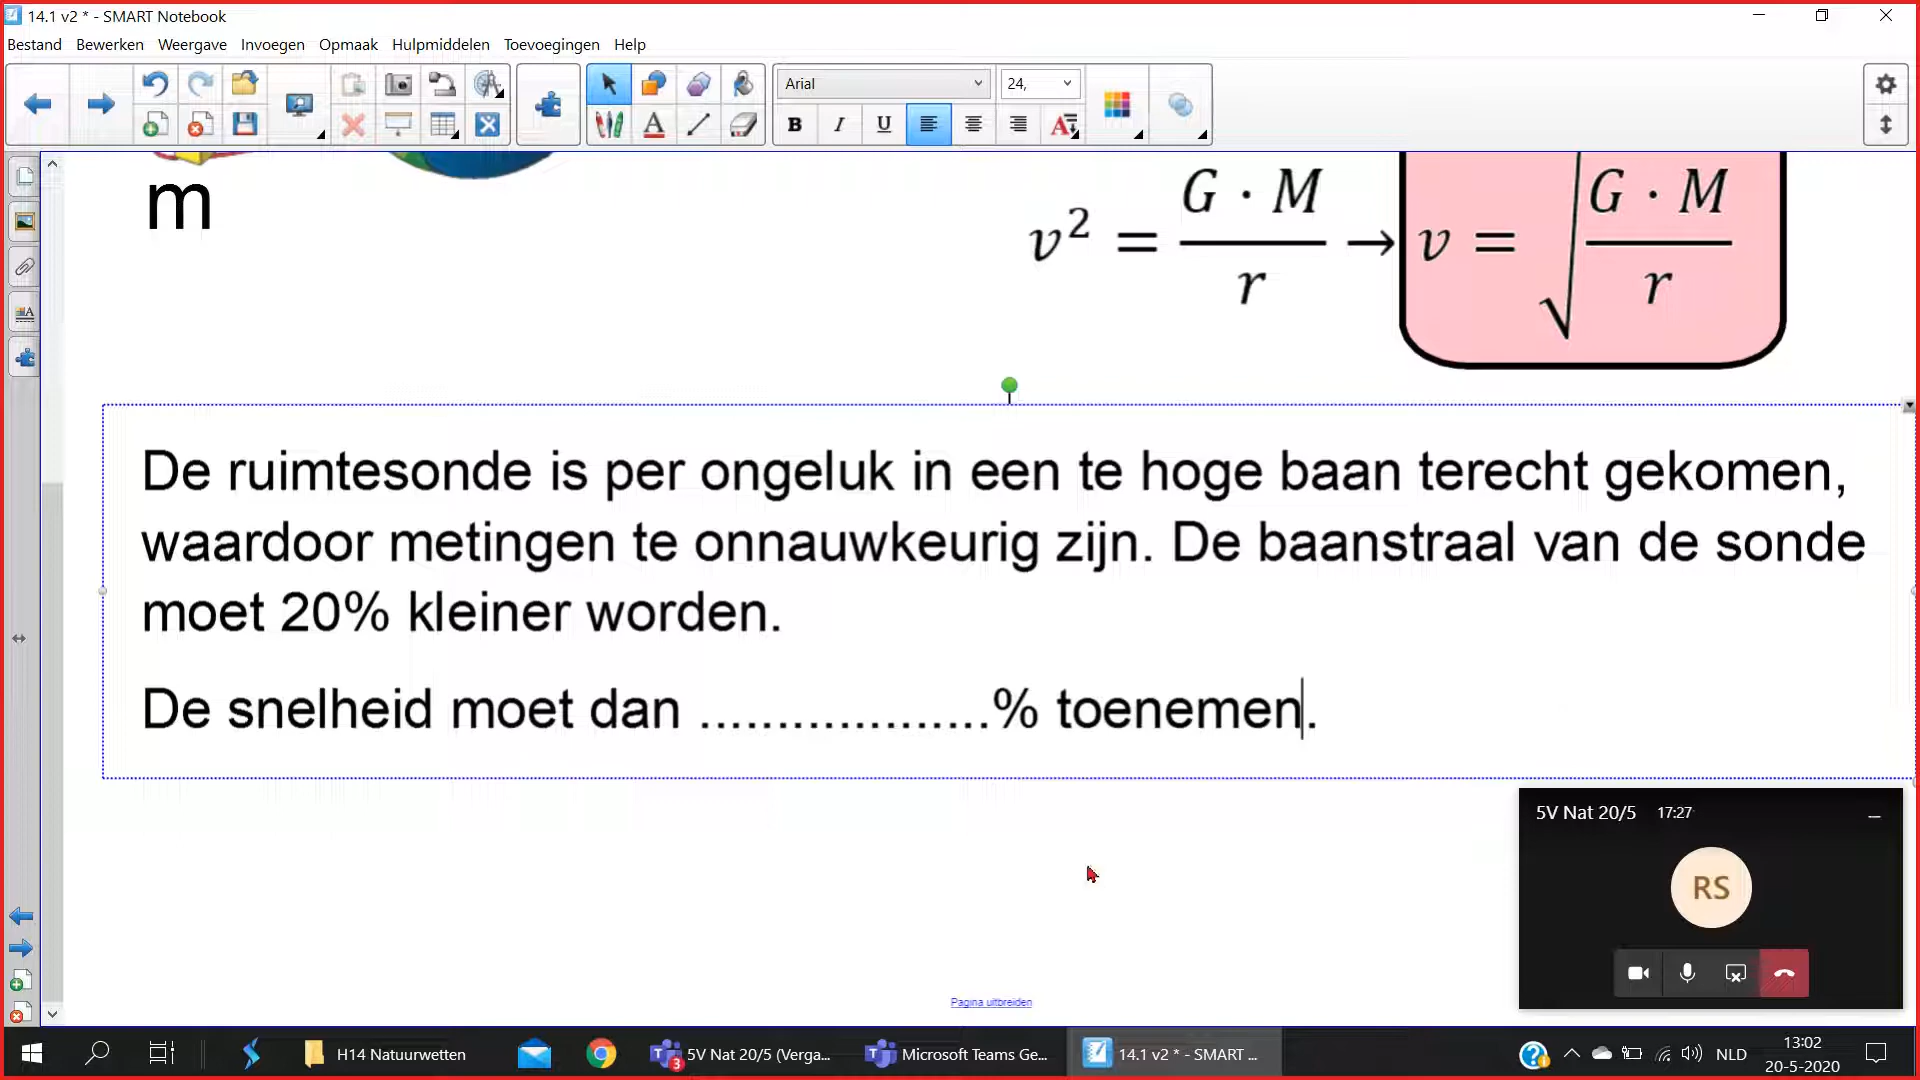 14.1 v2 * - SMART Notebook
Bestand Bewerken Weergave Invoegen Opmaak Hulpmiddelen Toevoegingen Help
Arial 24,
B I U A
m
v² = G · M / r → v = √(G · M / r)
De ruimtesonde is per ongeluk in een te hoge baan terecht gekomen,
waardoor metingen te onnauwkeurig zijn. De baanstraal van de sonde
moet 20% kleiner worden.
De snelheid moet dan ...................% toenemen.
5V Nat 20/5 17:27
RS
Pagina uitbreiden
H14 Natuurwetten
3 5V Nat 20/5 (Verga...
Microsoft Teams Ge...
14.1 v2 * - SMART ...
NLD
13:02
20-5-2020